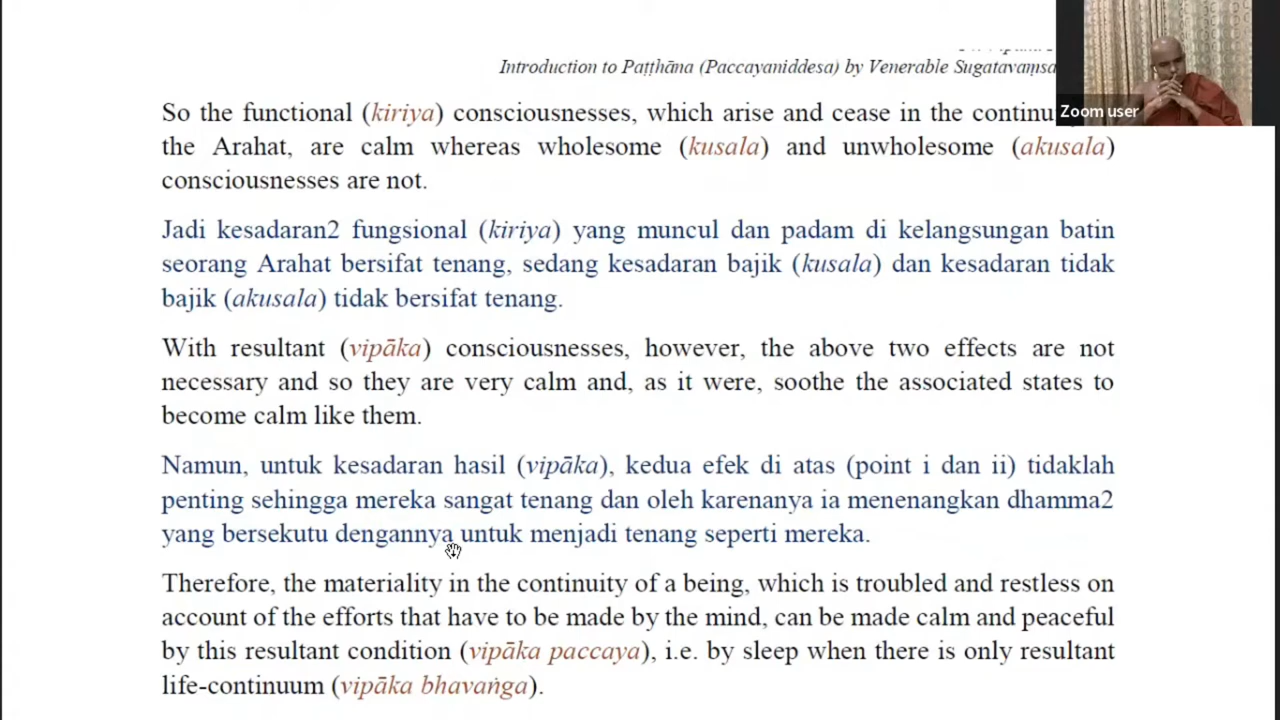 Introduction to Paṭṭhāna (Paccayaniddesa) by Venerable Sugatavaṃsa
Zoom user
So the functional (kiriya) consciousnesses, which arise and cease in the
the Arahat, are calm whereas wholesome (kusala) and unwholesome (akusala)
consciousnesses are not.
Jadi kesadaran2 fungsional (kiriya) yang muncul dan padam di kelangsungan batin
seorang Arahat bersifat tenang, sedang kesadaran bajik (kusala) dan kesadaran tidak
bajik (akusala) tidak bersifat tenang.
With resultant (vipāka) consciousnesses, however, the above two effects are not
necessary and so they are very calm and, as it were, soothe the associated states to
become calm like them.
Namun, untuk kesadaran hasil (vipāka), kedua efek di atas (point i dan ii) tidaklah
penting sehingga mereka sangat tenang dan oleh karenanya ia menenangkan dhamma2
yang bersekutu dengannya untuk menjadi tenang seperti mereka.
Therefore, the materiality in the continuity of a being, which is troubled and restless on
account of the efforts that have to be made by the mind, can be made calm and peaceful
by this resultant condition (vipāka paccaya), i.e. by sleep when there is only resultant
life-continuum (vipāka bhavaṅga).